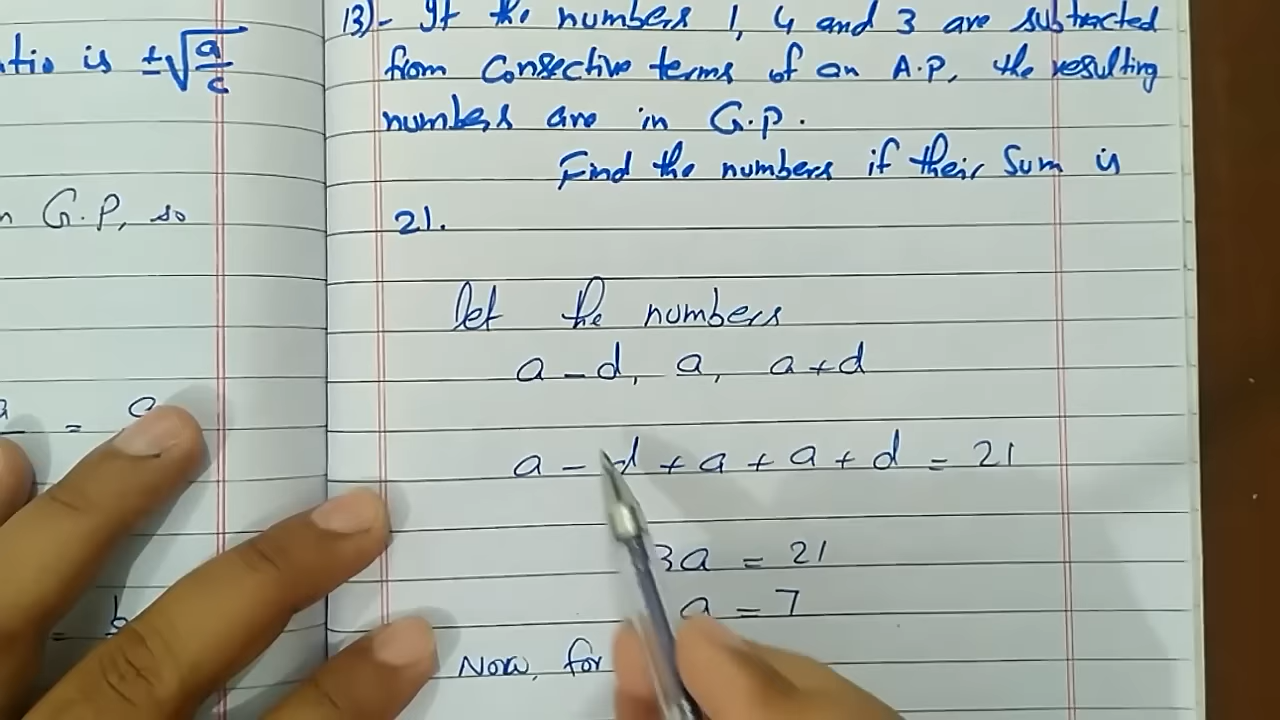 tio is ±√a/c
n G.P, so
a = a
= b
13)- If the numbers 1, 4 and 3 are subtracted
from Consective terms of an A.P, the resulting
numbers are in G.P.
Find the numbers if their Sum is
21.
let the numbers
a - d, a, a + d
a - d + a + a + d = 21
3a = 21
a = 7
Now, for